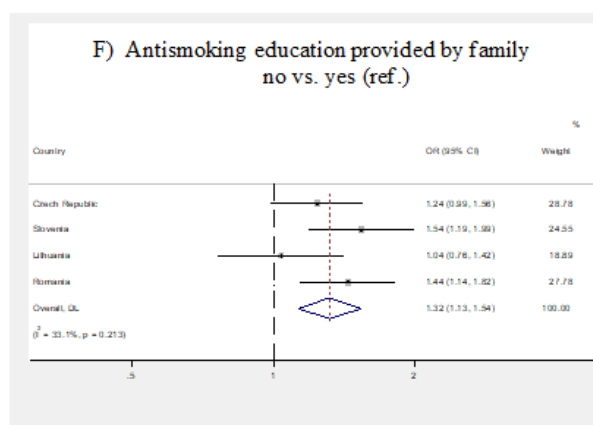 F) Antismoking education provided by family
no vs. yes (ref.)
%
Country OR (95% CI) Weight
Czech Republic 1.24 (0.99, 1.56) 28.78
Slovenia 1.54 (1.19, 1.99) 24.55
Lithuania 1.04 (0.76, 1.42) 18.89
Romania 1.44 (1.14, 1.82) 27.78
Overall, DL 1.32 (1.13, 1.54) 100.00
(I² = 33.1%, p = 0.213)
.5 1 2